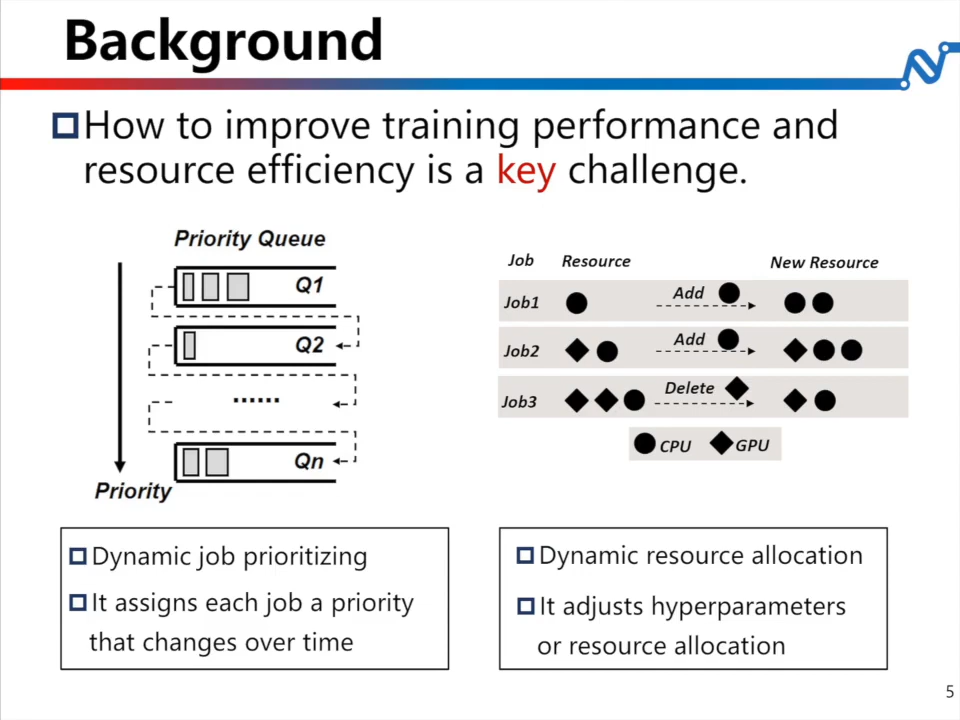 Background
How to improve training performance and
resource efficiency is a key challenge.
Priority Queue
Q1
Q2
......
Qn
Priority
Job Resource New Resource
Job1 Add
Job2 Add
Job3 Delete
CPU GPU
Dynamic job prioritizing
It assigns each job a priority
that changes over time
Dynamic resource allocation
It adjusts hyperparameters
or resource allocation
5